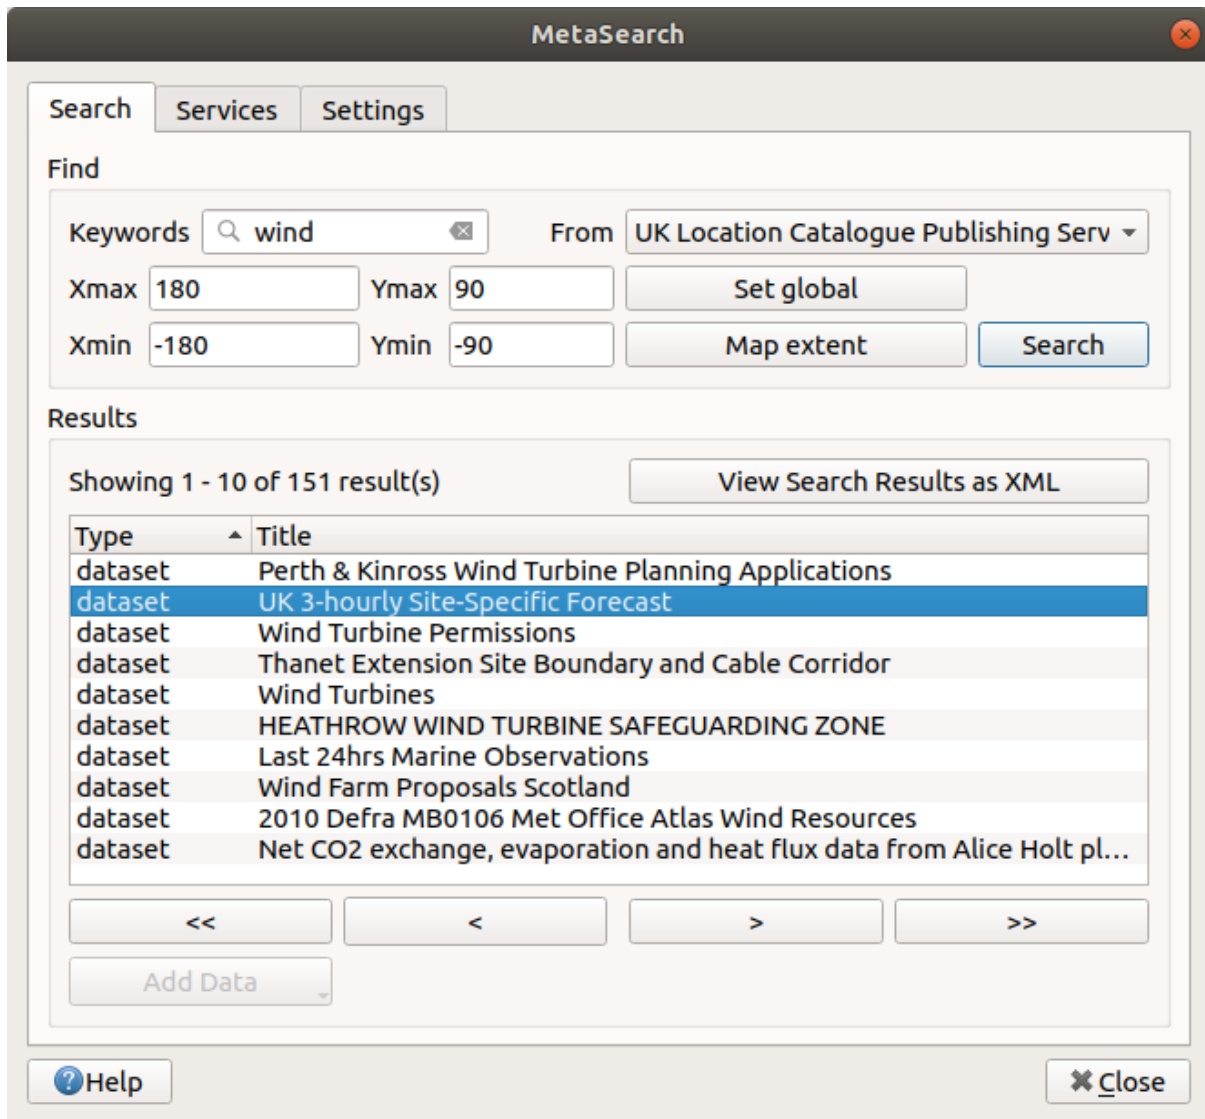 MetaSearch
Search Services Settings
Find
Keywords wind From UK Location Catalogue Publishing Serv
Xmax 180 Ymax 90 Set global
Xmin -180 Ymin -90 Map extent Search
Results
Showing 1 - 10 of 151 result(s) View Search Results as XML
Type Title
dataset Perth & Kinross Wind Turbine Planning Applications
dataset UK 3-hourly Site-Specific Forecast
dataset Wind Turbine Permissions
dataset Thanet Extension Site Boundary and Cable Corridor
dataset Wind Turbines
dataset HEATHROW WIND TURBINE SAFEGUARDING ZONE
dataset Last 24hrs Marine Observations
dataset Wind Farm Proposals Scotland
dataset 2010 Defra MB0106 Met Office Atlas Wind Resources
dataset Net CO2 exchange, evaporation and heat flux data from Alice Holt pl...
<< < > >>
Add Data
Help Close